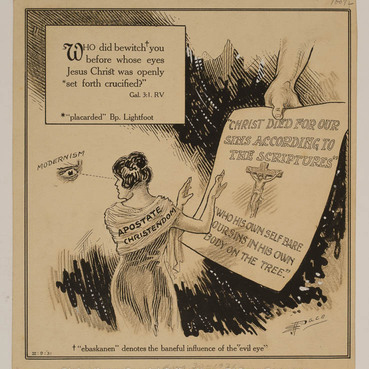 WHO did bewitch† you
before whose eyes
Jesus Christ was openly
*set forth crucified?"
Gal. 3:1. RV
*"placarded" Bp. Lightfoot
MODERNISM
APOSTATE
CHRISTENDOM
"CHRIST DIED FOR OUR
SINS ACCORDING TO
THE SCRIPTURES"
"WHO HIS OWN SELF BARE
OUR SINS IN HIS OWN
BODY ON THE TREE."
PACE
† "ebaskanen" denotes the baneful influence of the "evil eye"